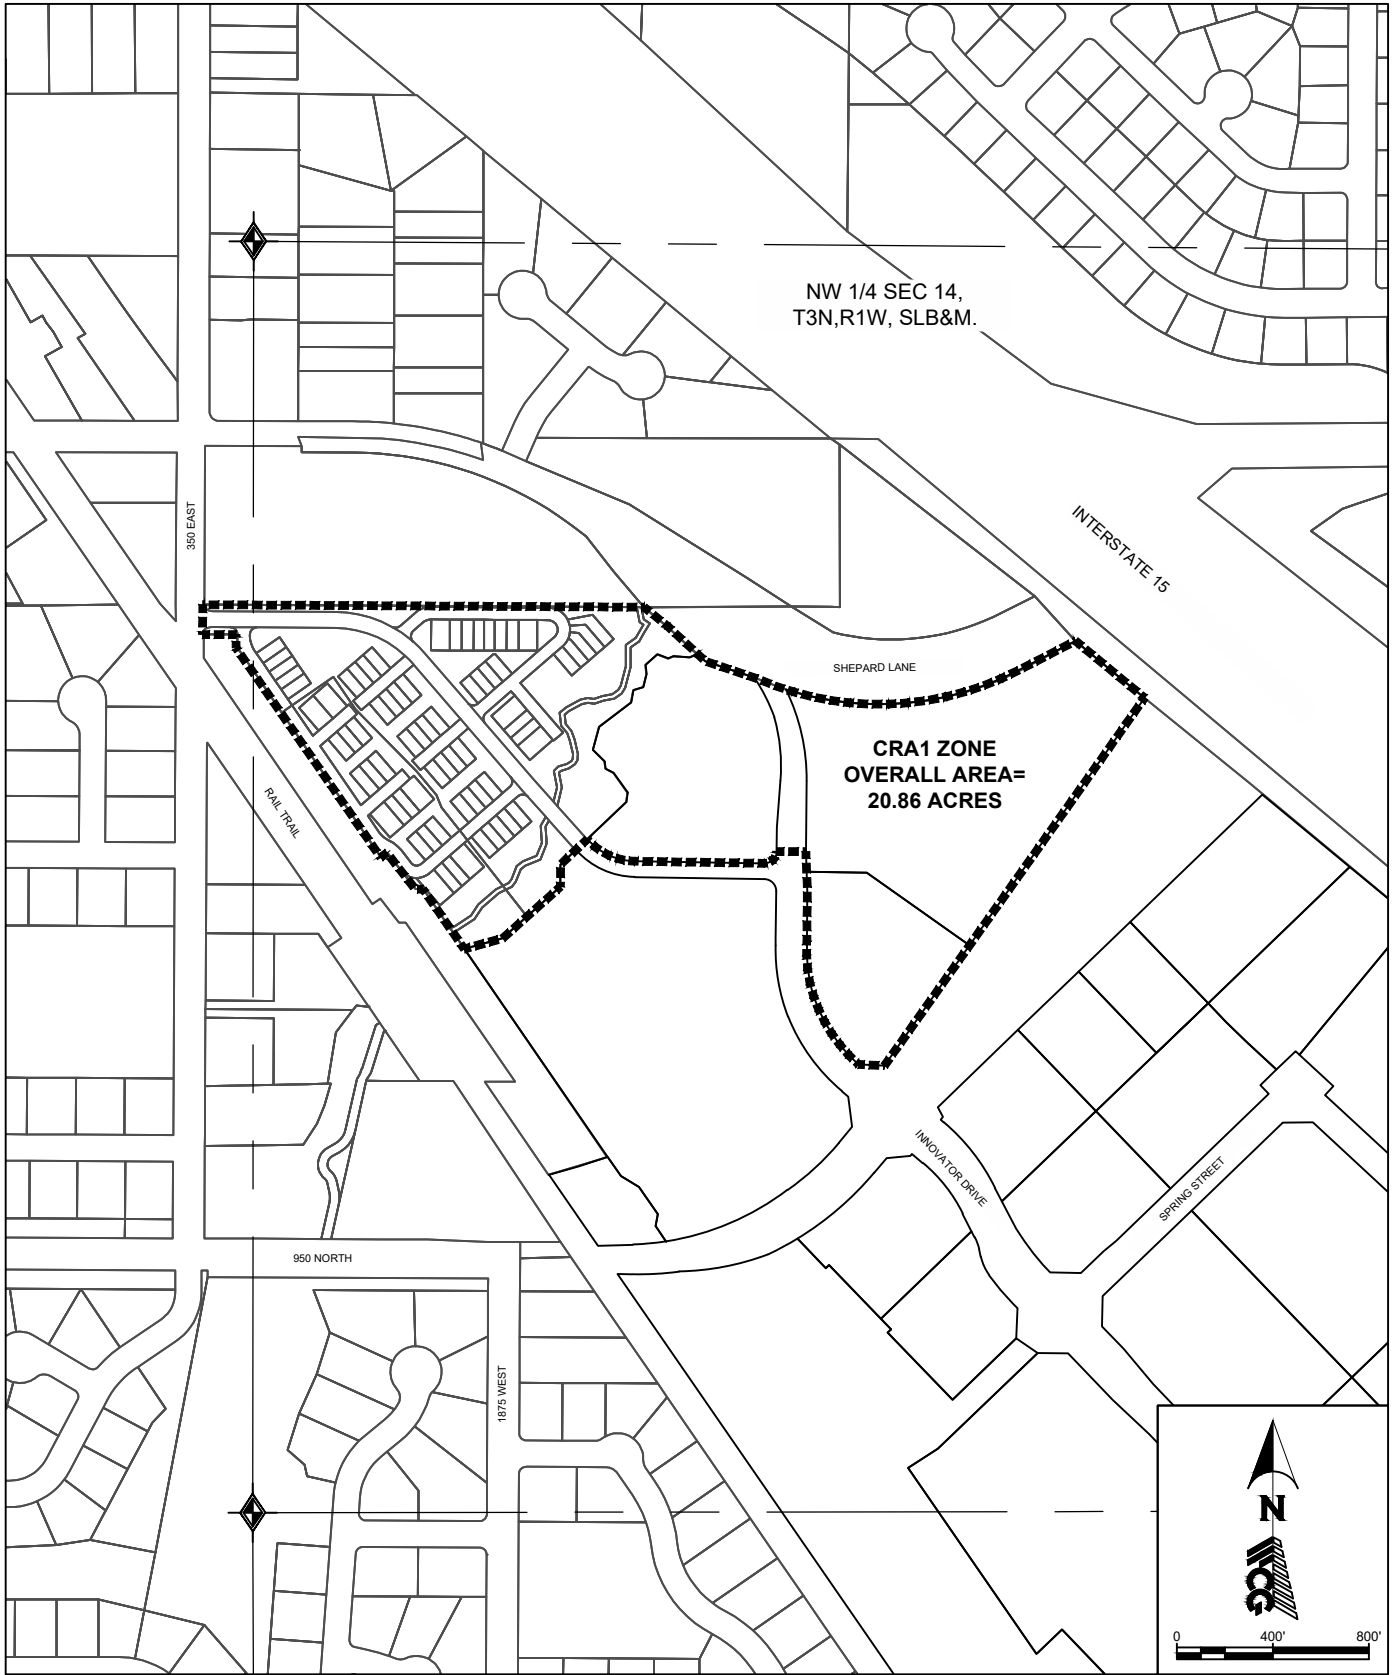 NW 1/4 SEC 14,
T3N,R1W, SLB&M.
350 EAST
INTERSTATE 15
SHEPARD LANE
CRA1 ZONE
OVERALL AREA=
20.86 ACRES
RAIL TRAIL
INNOVATOR DRIVE
SPRING STREET
950 NORTH
1875 WEST
N
0 400' 800'